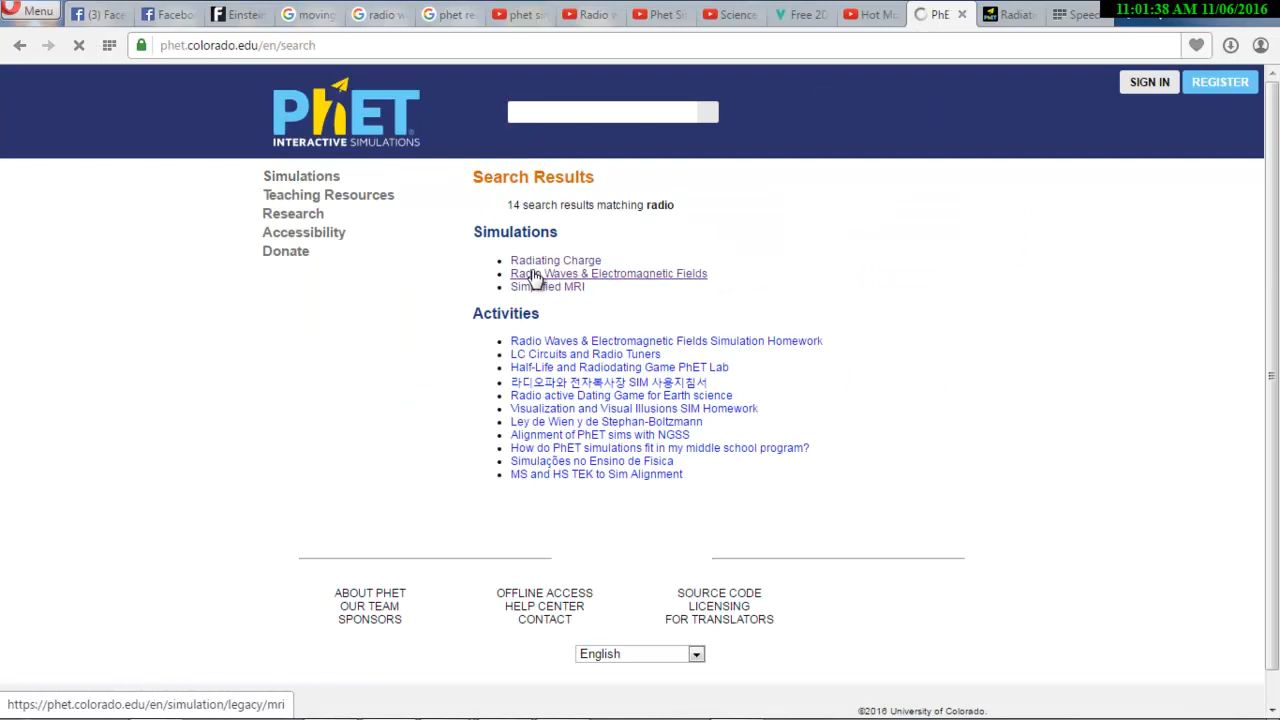 Menu
(3) Face
Facebo
Einstein
moving
radio w
phet re
phet sim
Radio v
Phet Sim
Science
Free 2D
Hot Mo
PhE
Radiati
Speed
11:01:38 AM 11/06/2016
phet.colorado.edu/en/search
SIGN IN
REGISTER
PhET
INTERACTIVE SIMULATIONS
Simulations
Teaching Resources
Research
Accessibility
Donate
Search Results
14 search results matching radio
Simulations
Radiating Charge
Radio Waves & Electromagnetic Fields
Simplified MRI
Activities
Radio Waves & Electromagnetic Fields Simulation Homework
LC Circuits and Radio Tuners
Half-Life and Radiodating Game PhET Lab
라디오파와 전자복사장 SIM 사용지침서
Radio active Dating Game for Earth science
Visualization and Visual Illusions SIM Homework
Ley de Wien y de Stephan-Boltzmann
Alignment of PhET sims with NGSS
How do PhET simulations fit in my middle school program?
Simulações no Ensino de Fisica
MS and HS TEK to Sim Alignment
ABOUT PHET
OUR TEAM
SPONSORS
OFFLINE ACCESS
HELP CENTER
CONTACT
SOURCE CODE
LICENSING
FOR TRANSLATORS
English
https://phet.colorado.edu/en/simulation/legacy/mri
©2016 University of Colorado.